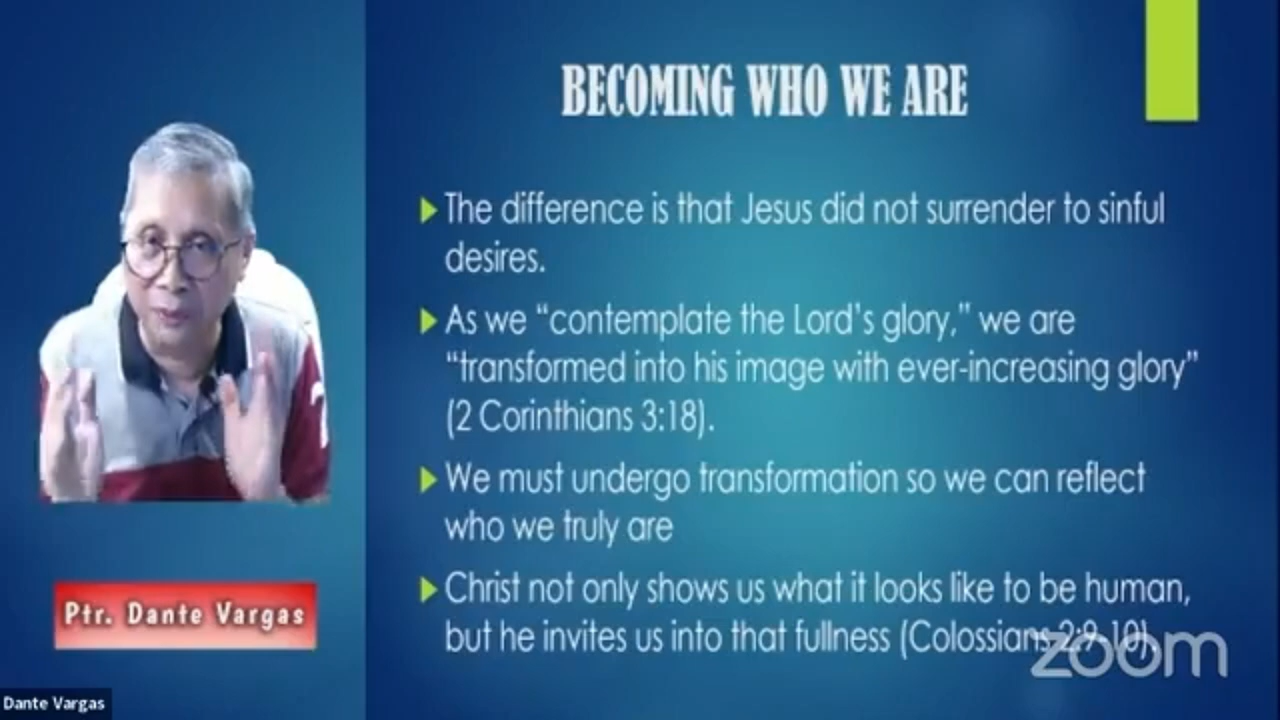 BECOMING WHO WE ARE
The difference is that Jesus did not surrender to sinful
desires.
As we “contemplate the Lord’s glory,” we are
“transformed into his image with ever-increasing glory”
(2 Corinthians 3:18).
We must undergo transformation so we can reflect
who we truly are
Christ not only shows us what it looks like to be human,
but he invites us into that fullness (Colossians 2:9-10).
zoom
Ptr. Dante Vargas
Dante Vargas